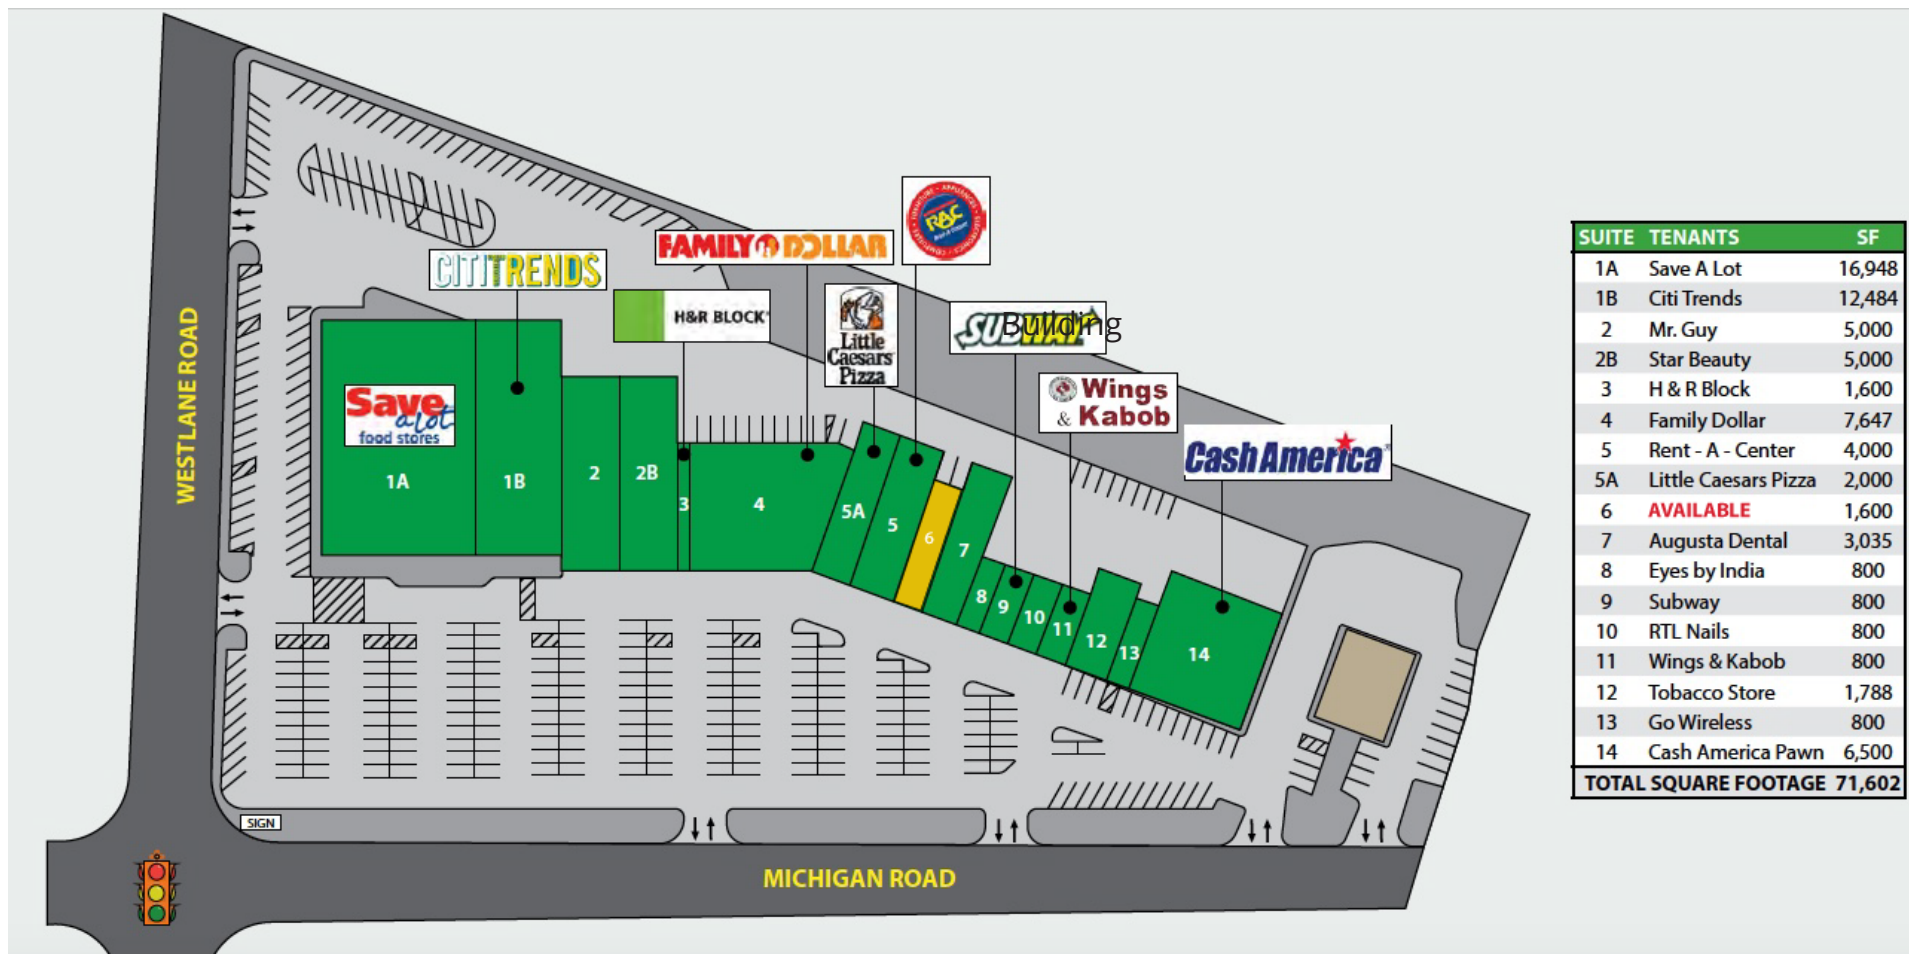 CITITRENDS
FAMILY DOLLAR
RAC
H&R BLOCK
Little
Caesars
Pizza
SUBWAY
Building
Wings
& Kabob
CashAmerica
Save
a lot
food stores
1A
1B
2
2B
3
4
5A
5
6
7
8
9
10
11
12
13
14
WESTLANE ROAD
SIGN
MICHIGAN ROAD
SUITE TENANTS SF
1A Save A Lot 16,948
1B Citi Trends 12,484
2 Mr. Guy 5,000
2B Star Beauty 5,000
3 H & R Block 1,600
4 Family Dollar 7,647
5 Rent - A - Center 4,000
5A Little Caesars Pizza 2,000
6 AVAILABLE 1,600
7 Augusta Dental 3,035
8 Eyes by India 800
9 Subway 800
10 RTL Nails 800
11 Wings & Kabob 800
12 Tobacco Store 1,788
13 Go Wireless 800
14 Cash America Pawn 6,500
TOTAL SQUARE FOOTAGE 71,602